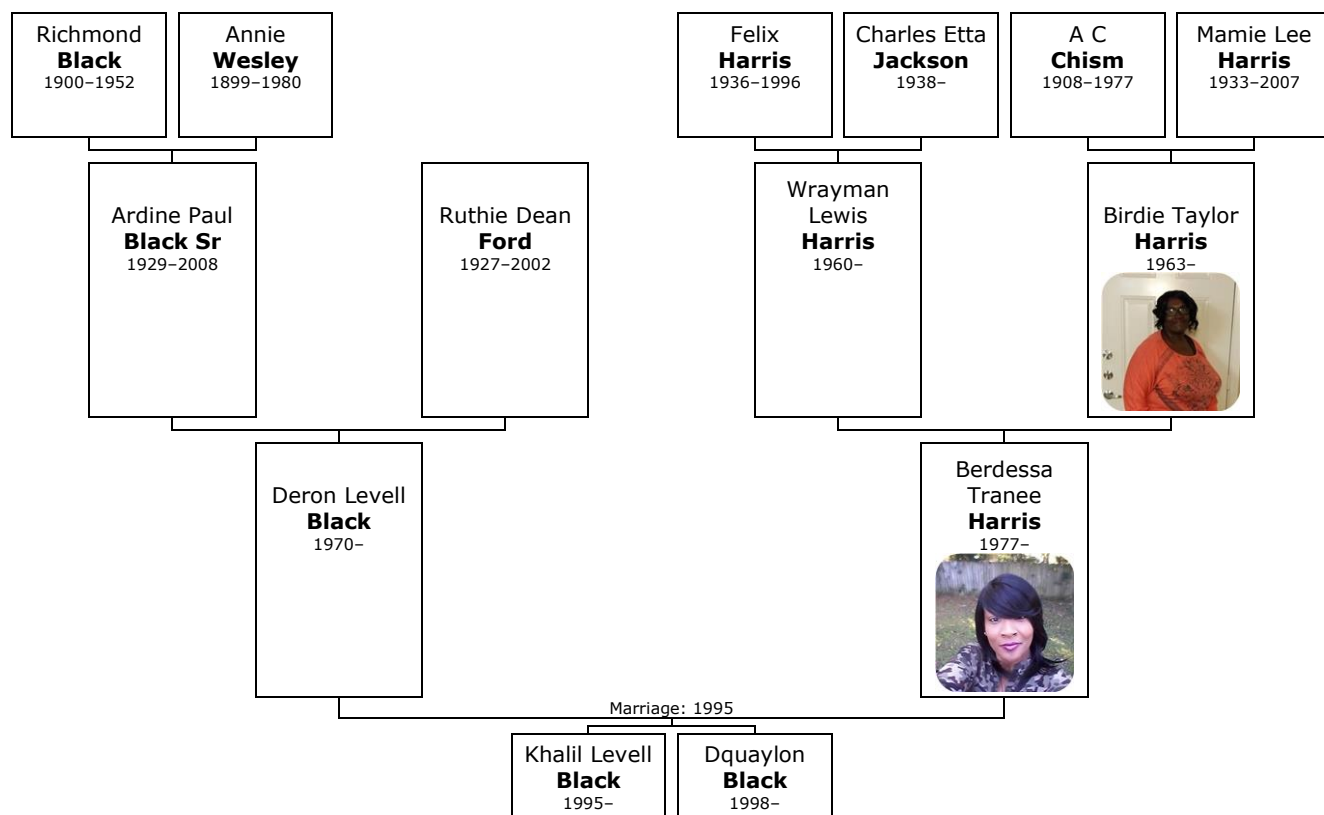 Richmond
Black
1900–1952
Annie
Wesley
1899–1980
Felix
Harris
1936–1996
Charles Etta
Jackson
1938–
A C
Chism
1908–1977
Mamie Lee
Harris
1933–2007
Ardine Paul
Black Sr
1929–2008
Ruthie Dean
Ford
1927–2002
Wrayman
Lewis
Harris
1960–
Birdie Taylor
Harris
1963–
Deron Levell
Black
1970–
Berdessa
Tranee
Harris
1977–
Marriage: 1995
Khalil Levell
Black
1995–
Dquaylon
Black
1998–